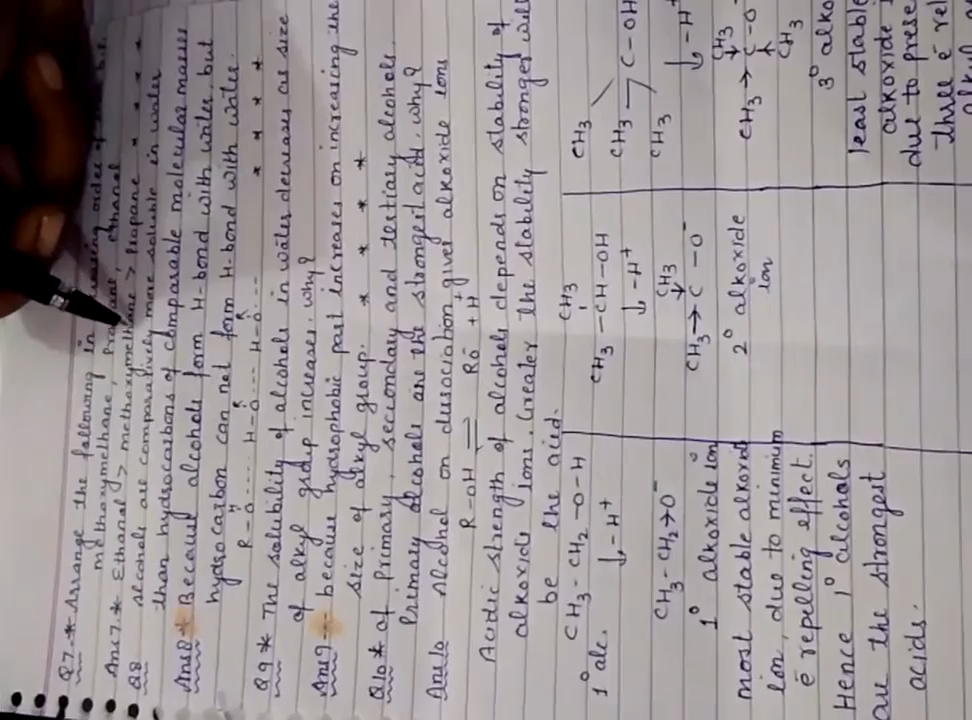 Q7.* Arrange the following in
methoxymethane, ethanol
Ans7.* Ethanol > methoxymethane > Propane * * *
Q8 alcohols are comparatively more soluble in water
than hydrocarbons of comparable molecular masses
Ans8 * Because alcohols form H-bond with water, but
hydrocarbon can not form H-bond with water.
R-Ö.... H-O.... H-O....
R R
* * * *
Q9 * The solubility of alcohols in water decreases as size
of alkyl group increases. why?
Ans9 - because hydrophobic part increases on increasing the
size of alkyl group. * * * *
Q10 * of primary, secondary and tertiary alcohols,
Primary alcohols are the strongest acid. why?
Ans10 Alcohol on dissociation give alkoxide ions
R-OH ⇌ RO⁻ + H⁺
Acidic strength of alcohols depends on stability of
alkoxide ions. Greater the stability stronger will
be the acid.
1° alc. CH3-CH2-O-H
↓-H⁺
CH3-CH2→O⁻
1° alkoxide ion
most stable alkoxid
ion, due to minimum
ē repelling effect.
Hence 1° alcohols
are the strongest
acids.
CH3
CH3-CH-OH
↓-H⁺
CH3
↓
CH3→C-O⁻
2° alkoxide
ion
CH3
CH3
CH3
C-OH
↓-H⁺
CH3
↓
CH3→C-O⁻
↑
CH3
3° alko
least stable
alkoxide
due to prese
three ē rel